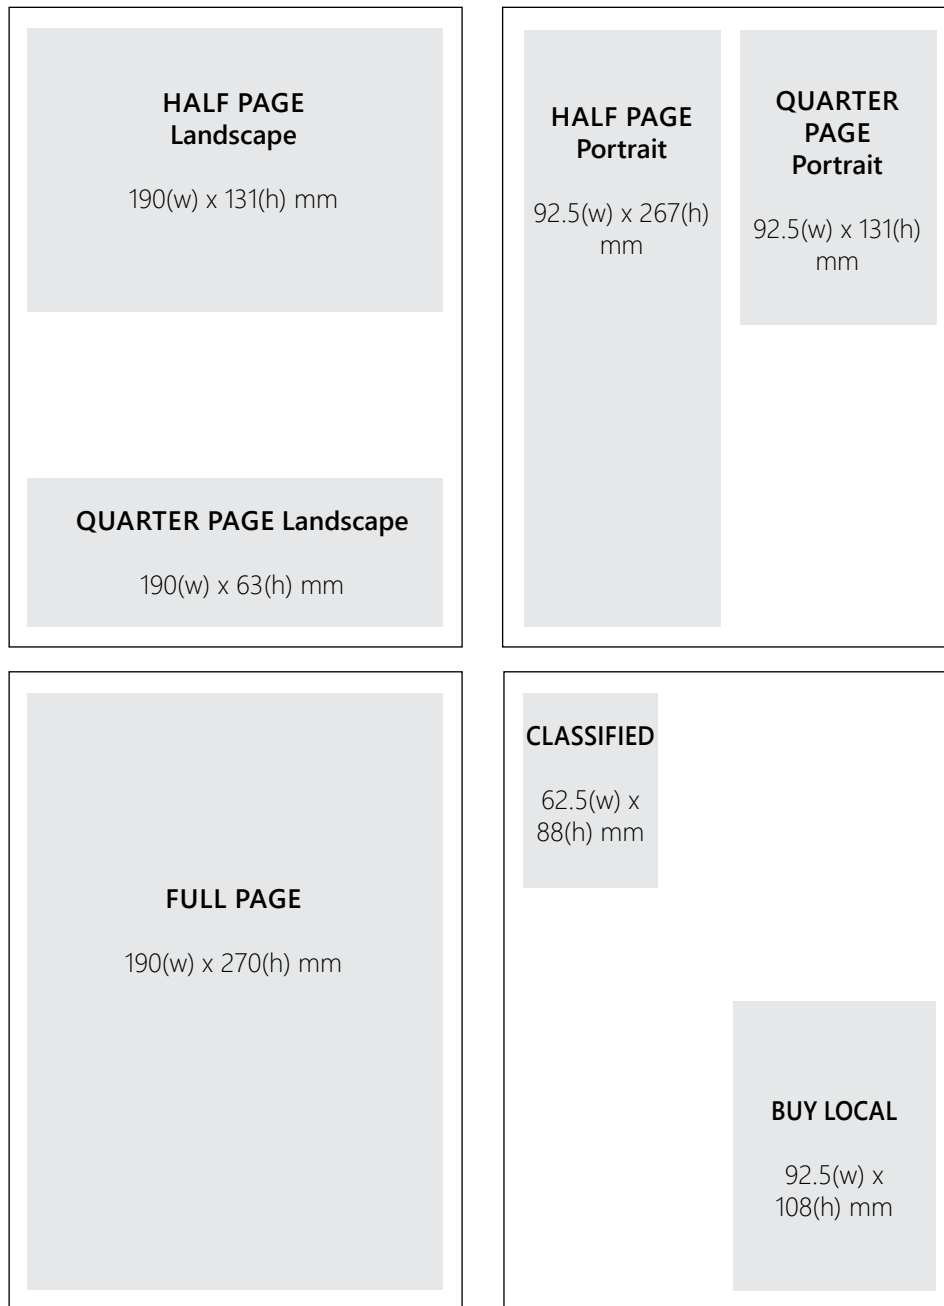 HALF PAGE
Landscape
190(w) x 131(h) mm
QUARTER PAGE Landscape
190(w) x 63(h) mm
HALF PAGE
Portrait
92.5(w) x 267(h)
mm
QUARTER
PAGE
Portrait
92.5(w) x 131(h)
mm
FULL PAGE
190(w) x 270(h) mm
CLASSIFIED
62.5(w) x
88(h) mm
BUY LOCAL
92.5(w) x
108(h) mm